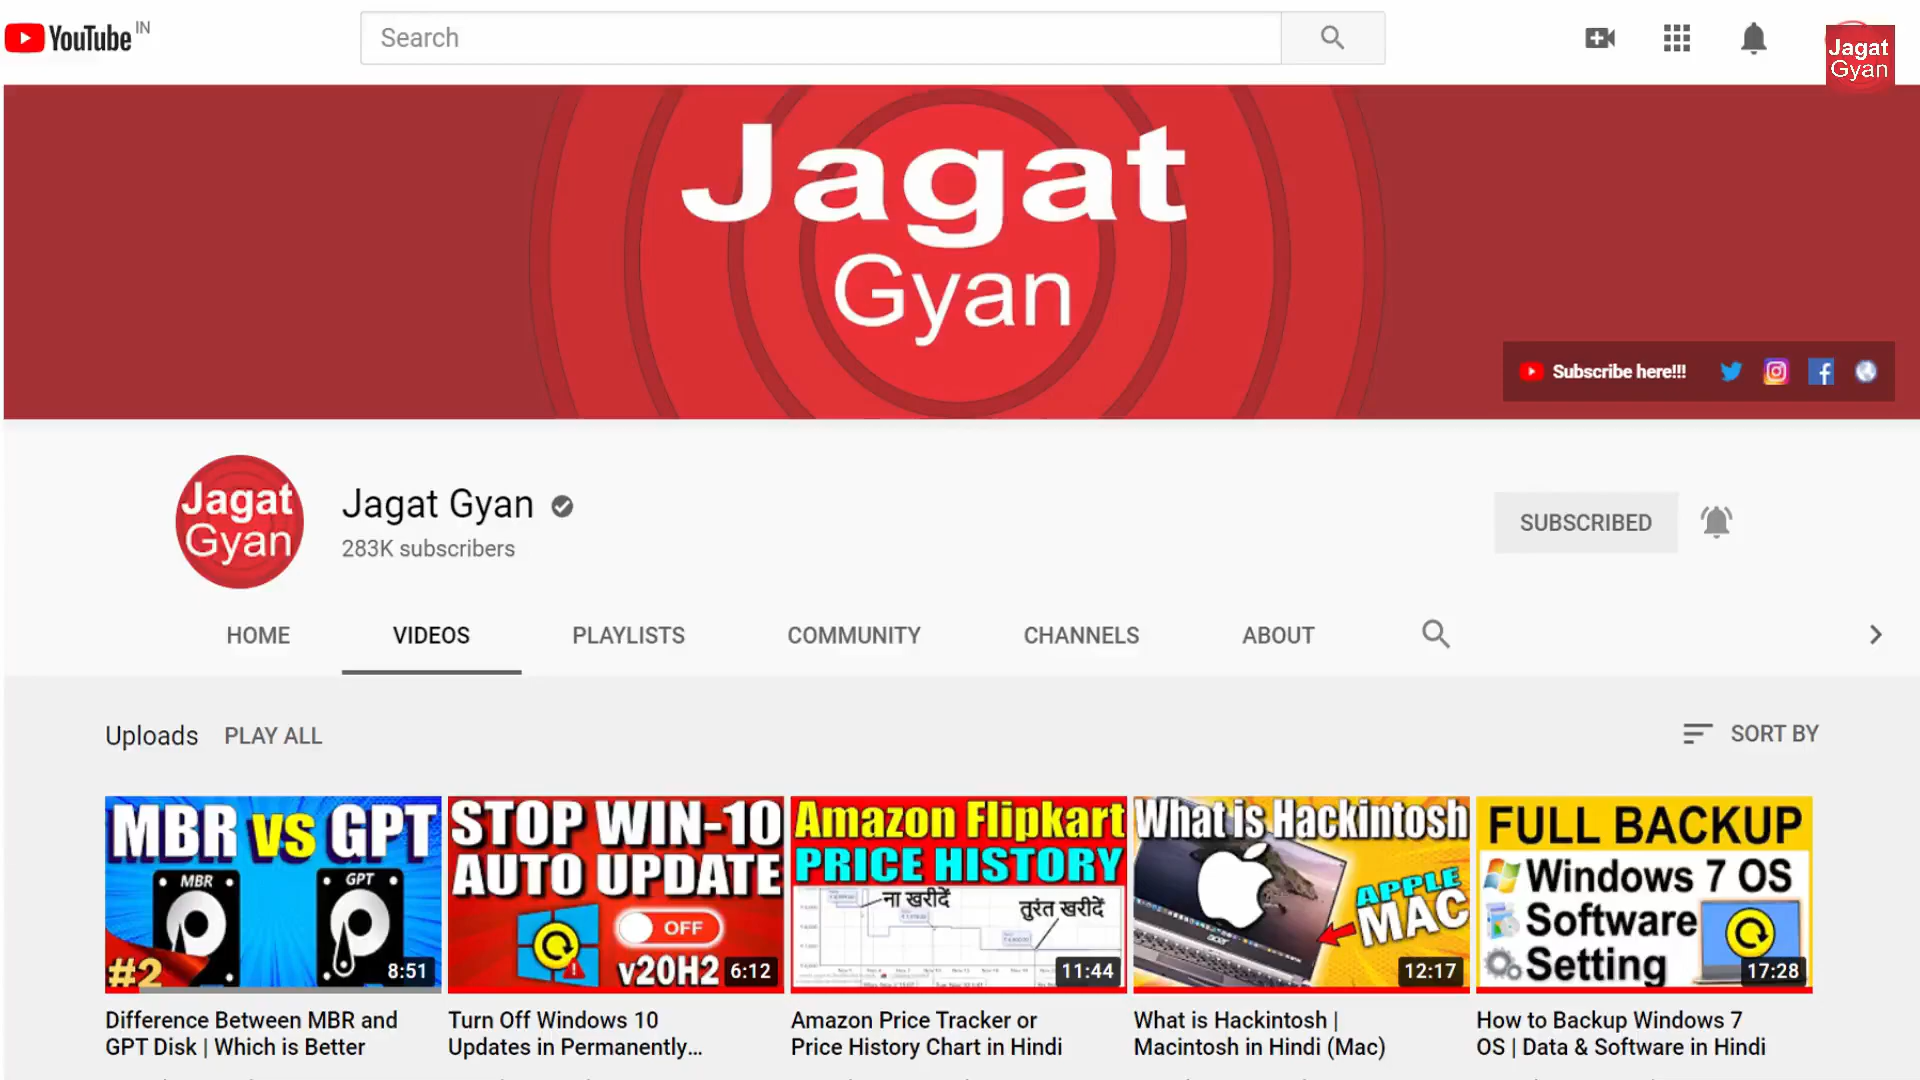 YouTube IN
Search
Jagat
Gyan
Jagat
Gyan
Subscribe here!!!
Jagat
Gyan
Jagat Gyan
283K subscribers
SUBSCRIBED
HOME VIDEOS PLAYLISTS COMMUNITY CHANNELS ABOUT
Uploads PLAY ALL
SORT BY
MBR VS GPT
MBR GPT
#2
8:51
STOP WIN-10
AUTO UPDATE
OFF
v20H2
6:12
Amazon Flipkart
PRICE HISTORY
ना खरीदें
तुरंत खरीदें
11:44
What is Hackintosh
APPLE
MAC
acer
12:17
FULL BACKUP
Windows 7 OS
Software
Setting
17:28
Difference Between MBR and
GPT Disk | Which is Better
Turn Off Windows 10
Updates in Permanently...
Amazon Price Tracker or
Price History Chart in Hindi
What is Hackintosh |
Macintosh in Hindi (Mac)
How to Backup Windows 7
OS | Data & Software in Hindi